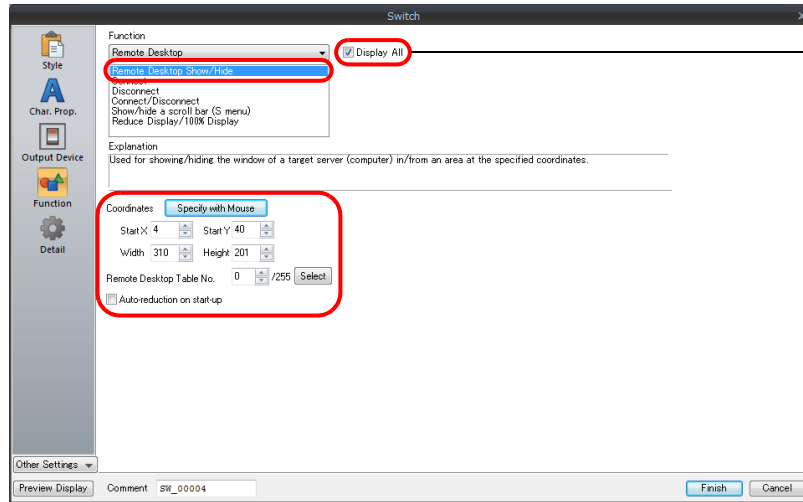 Switch
Style
Char. Prop.
Output Device
Function
Detail
Other Settings
Function
Remote Desktop
Display All
Remote Desktop Show/Hide
Connect
Disconnect
Connect/Disconnect
Show/hide a scroll bar (S menu)
Reduce Display/100% Display
Explanation
Used for showing/hiding the window of a target server (computer) in/from an area at the specified coordinates.
Coordinates Specify with Mouse
Start X 4 Start Y 40
Width 310 Height 201
Remote Desktop Table No. 0 /255 Select
Auto-reduction on start-up
Preview Display Comment SW_00004 Finish Cancel